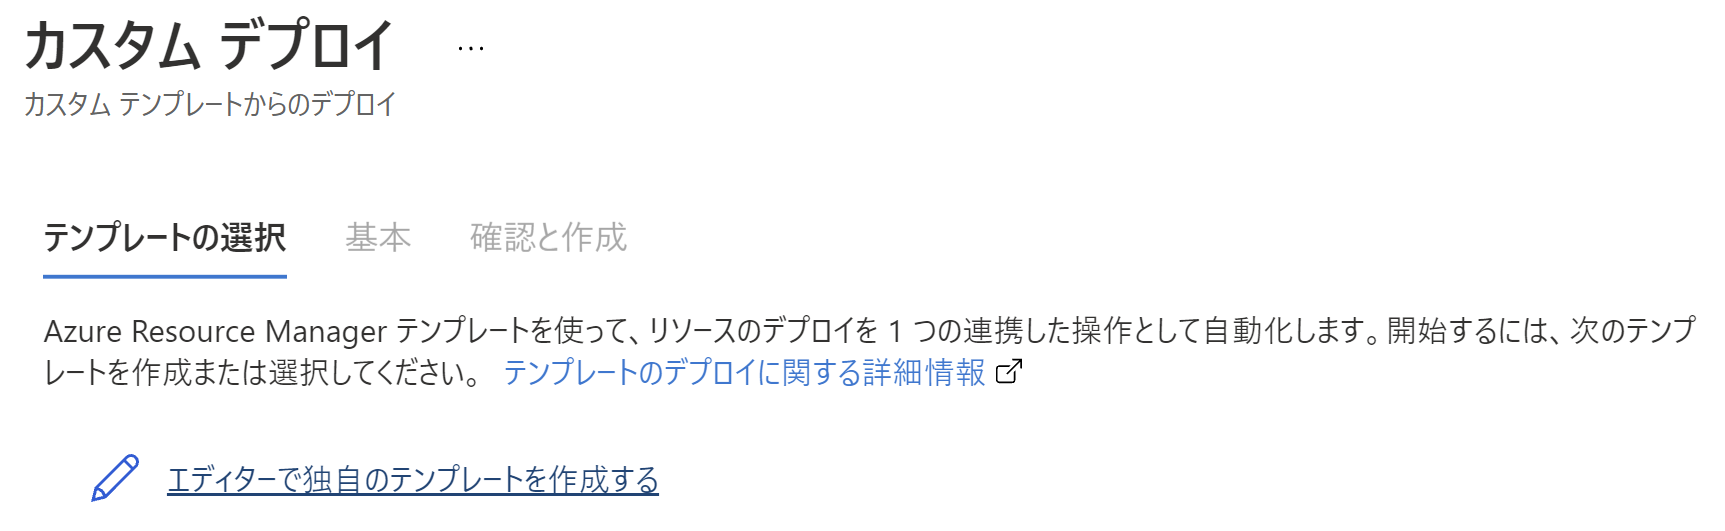 カスタム デプロイ ...
カスタム テンプレートからのデプロイ
テンプレートの選択 基本 確認と作成
Azure Resource Manager テンプレートを使って、リソースのデプロイを 1 つの連携した操作として自動化します。開始するには、次のテンプ
レートを作成または選択してください。 テンプレートのデプロイに関する詳細情報
エディターで独自のテンプレートを作成する